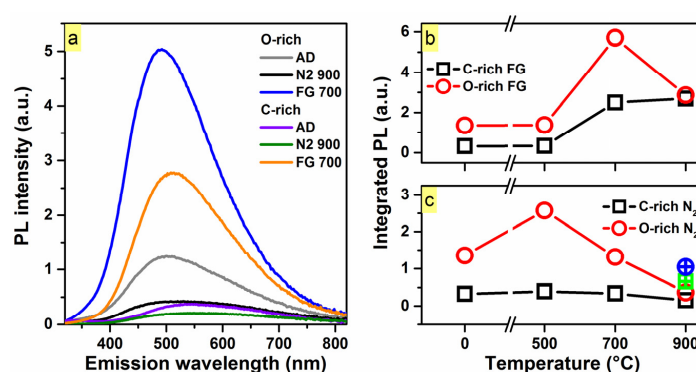 a
O-rich
AD
N2 900
FG 700
C-rich
AD
N2 900
FG 700
PL intensity (a.u.)
5
4
3
2
1
0
400 500 600 700 800
Emission wavelength (nm)
b
C-rich FG
O-rich FG
6
4
2
0
Integrated PL (a.u.)
c
C-rich N2
O-rich N2
3
2
1
0
0 500 700 900
Temperature (°C)